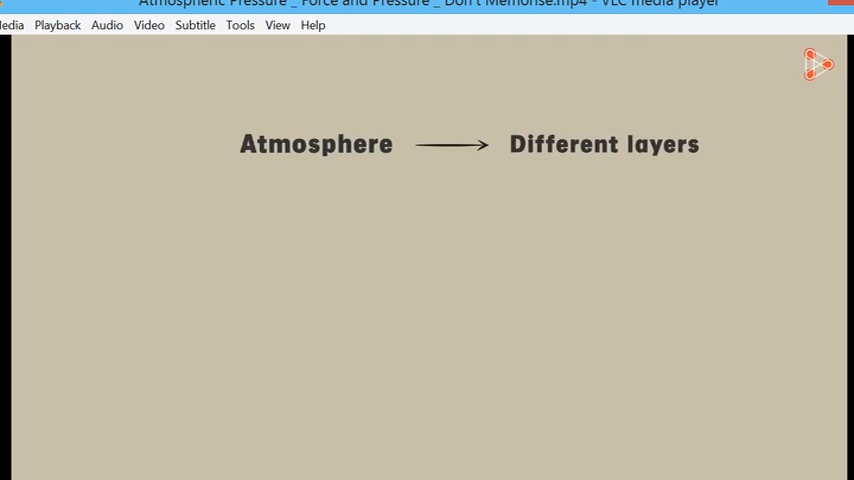 Atmospheric Pressure _ Force and Pressure _ Don't Memorise.mp4 - VLC media player
Media Playback Audio Video Subtitle Tools View Help
Atmosphere → Different layers